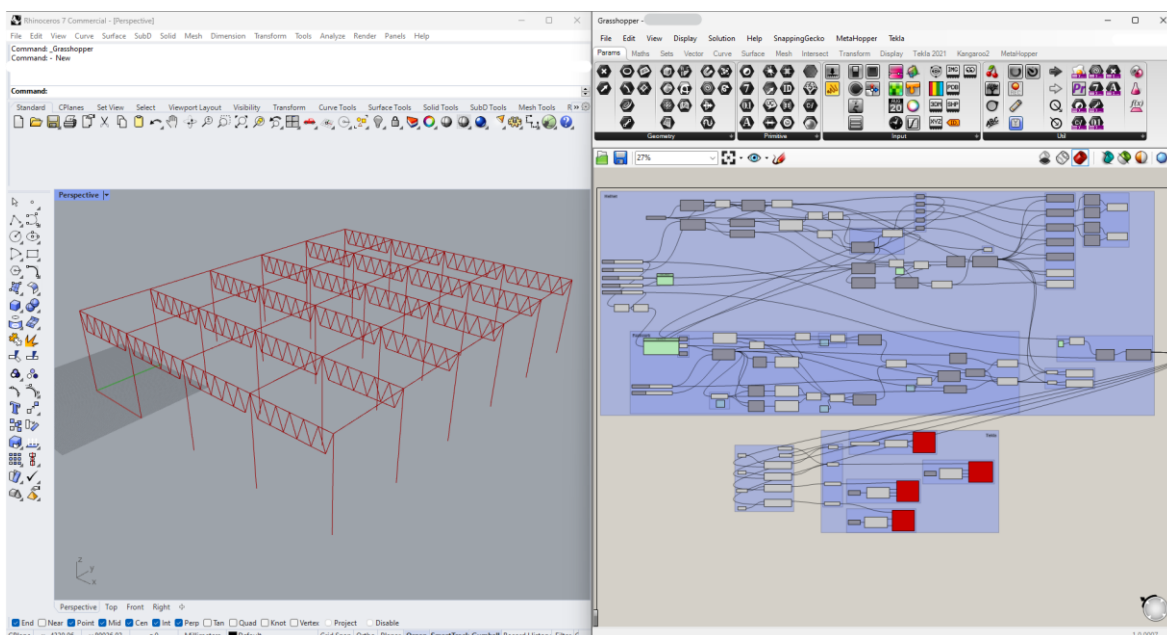 Rhinoceros 7 Commercial - [Perspective]
File Edit View Curve Surface SubD Solid Mesh Dimension Transform Tools Analyze Render Panels Help
Command: _Grasshopper
Command: - New
Command:
Standard CPlanes Set View Select Viewport Layout Visibility Transform Curve Tools Surface Tools Solid Tools SubD Tools Mesh Tools
Perspective
z
y
x
Perspective Top Front Right
End Near Point Mid Cen Int Perp Tan Quad Knot Vertex Project Disable
Grasshopper -
File Edit View Display Solution Help SnappingGecko MetaHopper Tekla
Params Maths Sets Vector Curve Surface Mesh Intersect Transform Display Tekla 2021 Kangaroo2 MetaHopper
Geometry Primitive Input Util
27%
Tekla